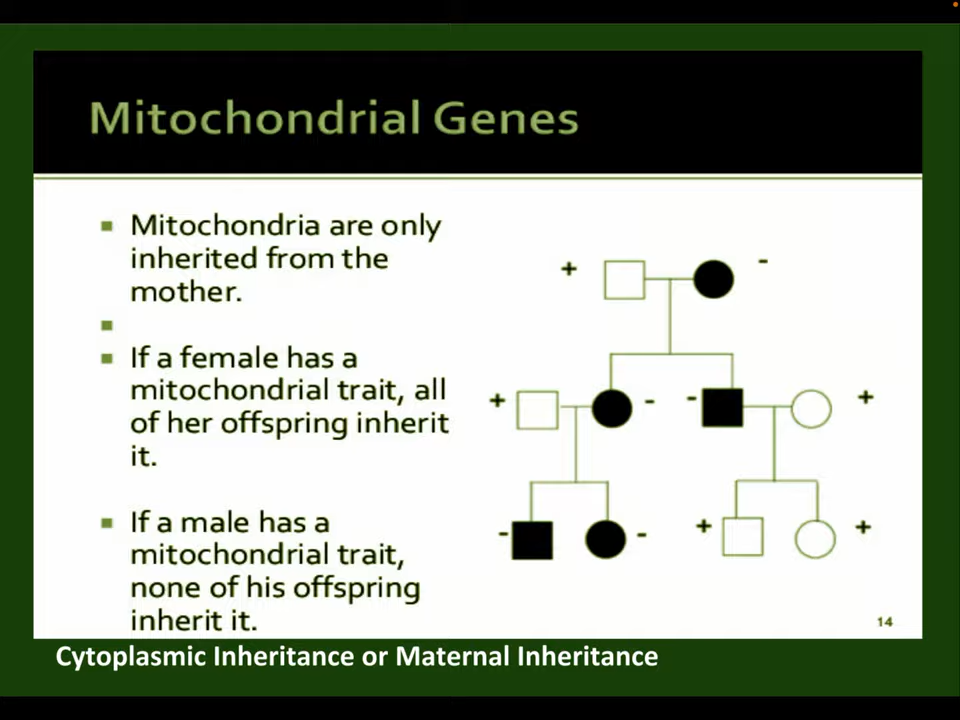 Mitochondrial Genes
Mitochondria are only
inherited from the
mother.
If a female has a
mitochondrial trait, all
of her offspring inherit
it.
If a male has a
mitochondrial trait,
none of his offspring
inherit it.
+ -
+ - - +
- - + +
14
Cytoplasmic Inheritance or Maternal Inheritance